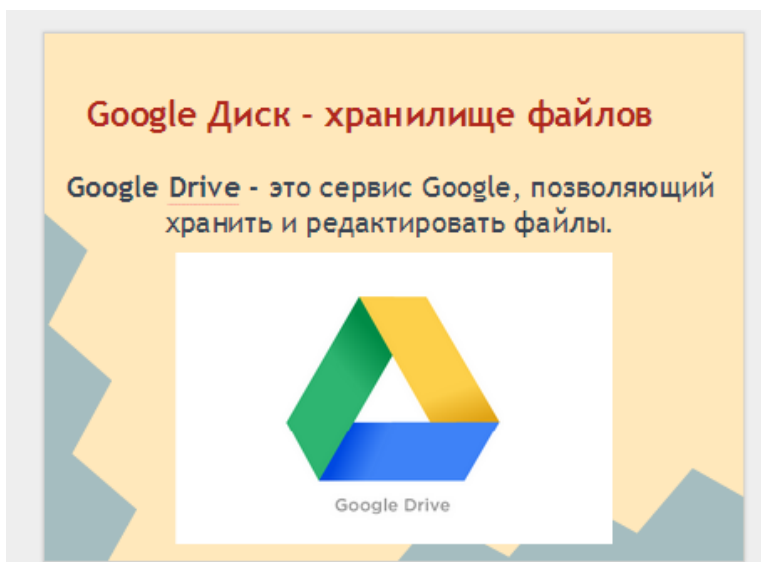 Google Диск - хранилище файлов
Google Drive - это сервис Google, позволяющий
хранить и редактировать файлы.
Google Drive